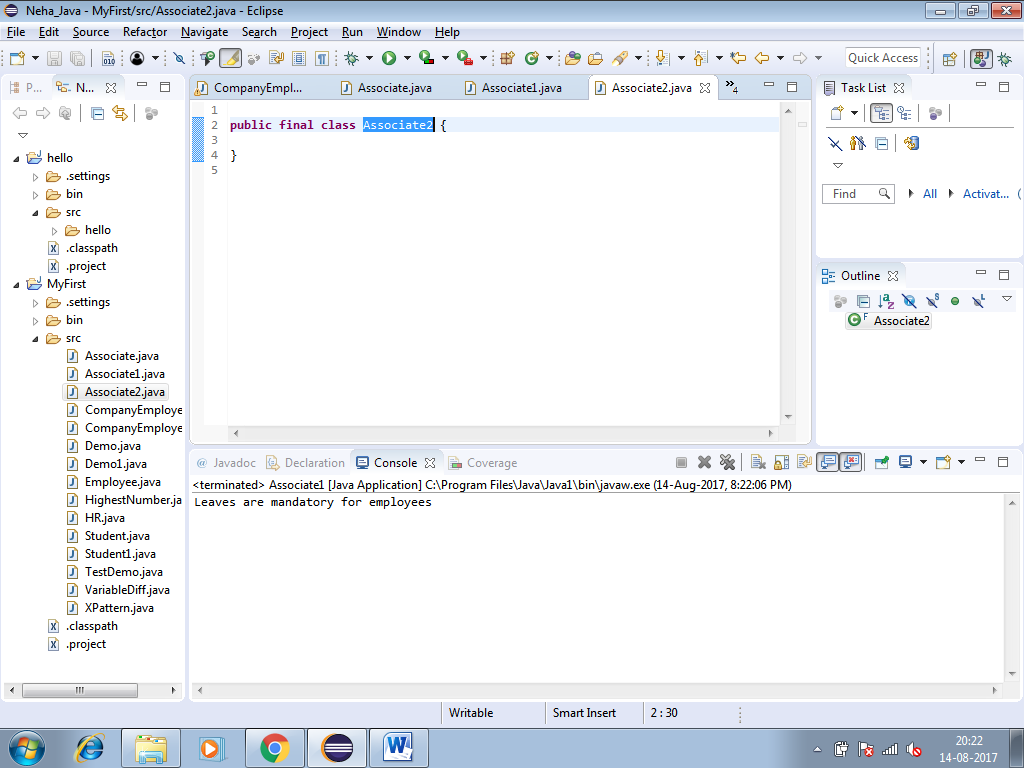 Neha_Java - MyFirst/src/Associate2.java - Eclipse
File Edit Source Refactor Navigate Search Project Run Window Help
Quick Access
P... N...
hello
.settings
bin
src
hello
.classpath
.project
MyFirst
.settings
bin
src
Associate.java
Associate1.java
Associate2.java
CompanyEmploye
CompanyEmploye
Demo.java
Demo1.java
Employee.java
HighestNumber.ja
HR.java
Student.java
Student1.java
TestDemo.java
VariableDiff.java
XPattern.java
.classpath
.project
CompanyEmpl... Associate.java Associate1.java Associate2.java »4
1
2 public final class Associate2 {
3
4 }
5
Task List
Find All Activat...
Outline
Associate2
@ Javadoc Declaration Console Coverage
<terminated> Associate1 [Java Application] C:\Program Files\Java\Java1\bin\javaw.exe (14-Aug-2017, 8:22:06 PM)
Leaves are mandatory for employees
Writable Smart Insert 2 : 30
20:22
14-08-2017